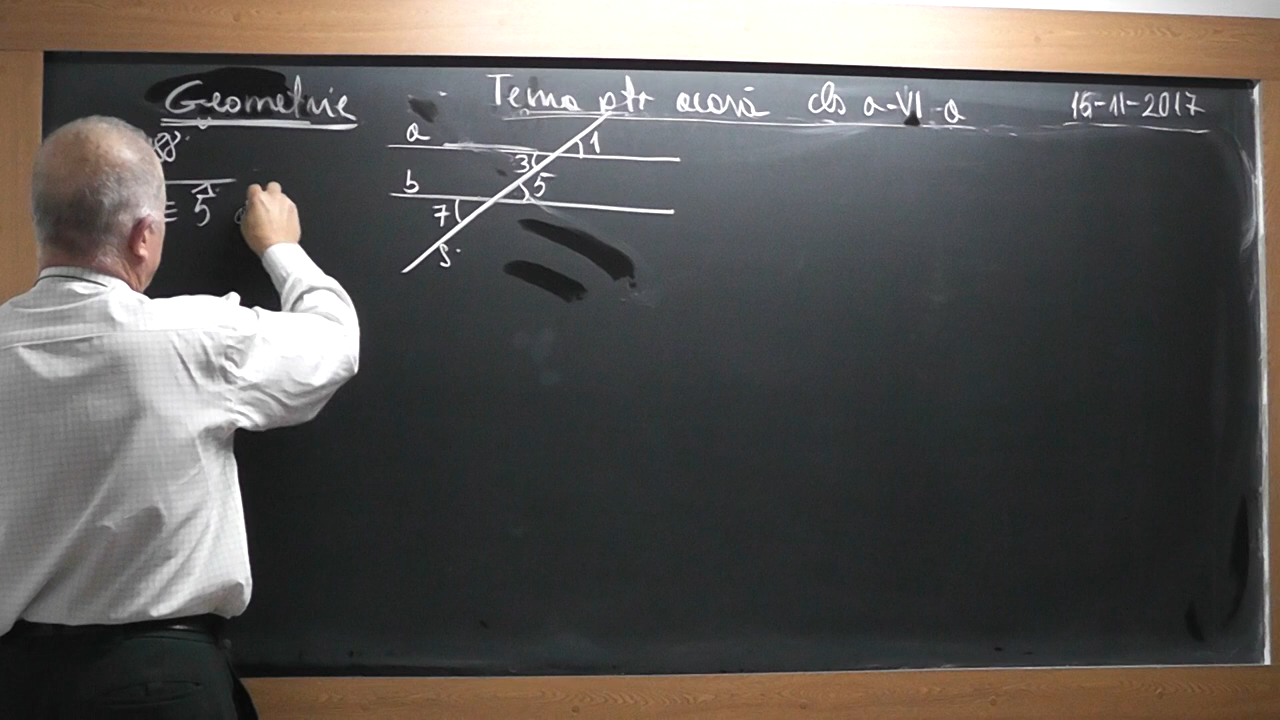 Geometrie Tema ptr acasă cls a-VI-a 15-11-2017
a
1
3
b 5
≡ 5̂
7
s